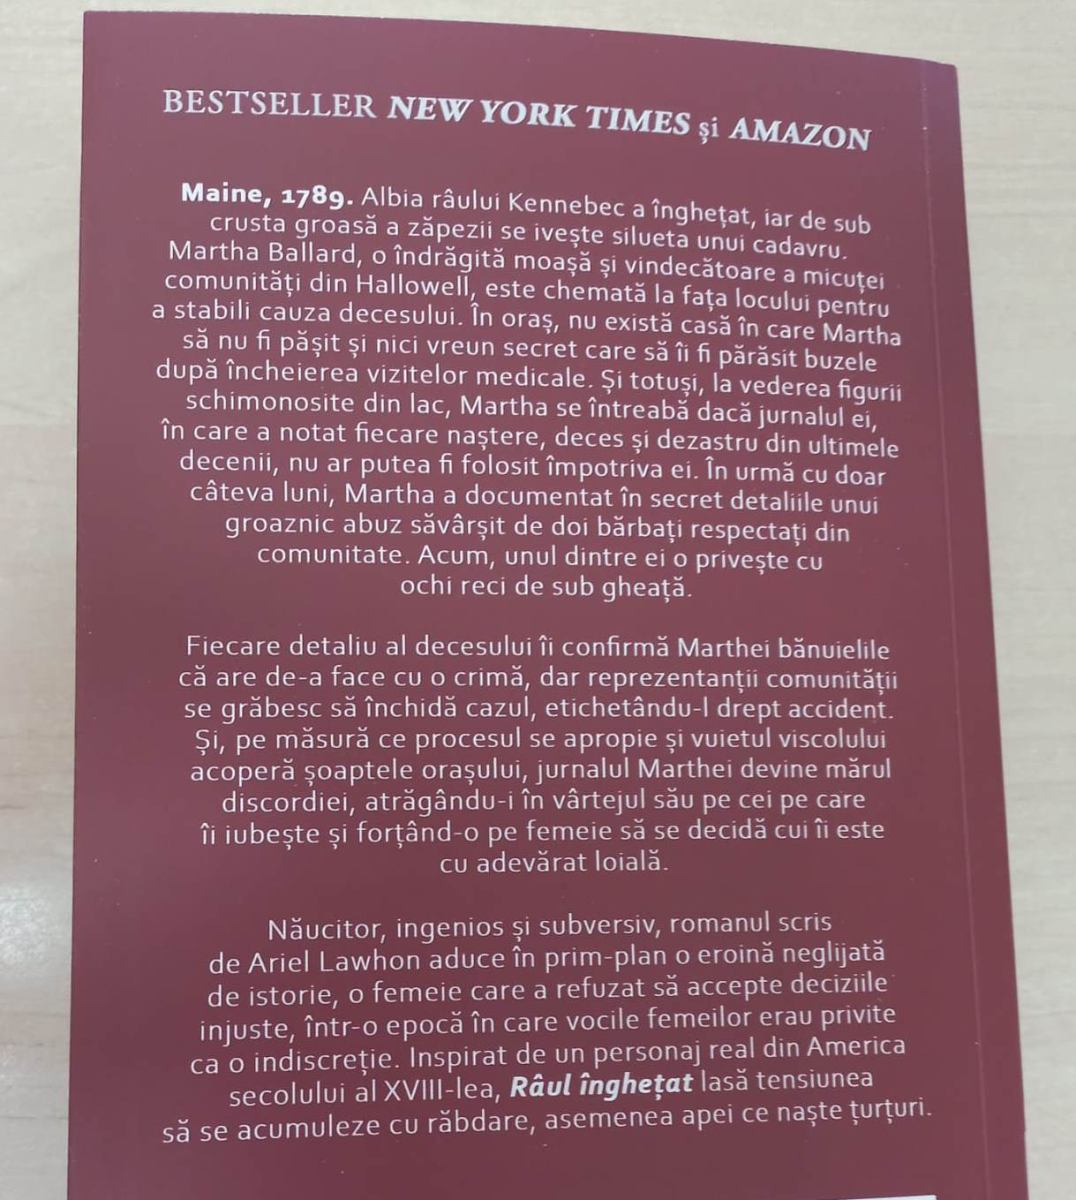 BESTSELLER NEW YORK TIMES și AMAZON
Maine, 1789. Albia râului Kennebec a înghețat, iar de sub
crusta groasă a zăpezii se ivește silueta unui cadavru.
Martha Ballard, o îndrăgită moașă și vindecătoare a micuței
comunități din Hallowell, este chemată la fața locului pentru
a stabili cauza decesului. În oraș, nu există casă în care Martha
să nu fi pășit și nici vreun secret care să îi fi părăsit buzele
după încheierea vizitelor medicale. Și totuși, la vederea figurii
schimonosite din lac, Martha se întreabă dacă jurnalul ei,
în care a notat fiecare naștere, deces și dezastru din ultimele
decenii, nu ar putea fi folosit împotriva ei. În urmă cu doar
câteva luni, Martha a documentat în secret detaliile unui
groaznic abuz săvârșit de doi bărbați respectați din
comunitate. Acum, unul dintre ei o privește cu
ochi reci de sub gheață.
Fiecare detaliu al decesului îi confirmă Marthei bănuielile
că are de-a face cu o crimă, dar reprezentanții comunității
se grăbesc să închidă cazul, etichetându-l drept accident.
Și, pe măsură ce procesul se apropie și vuietul viscolului
acoperă șoaptele orașului, jurnalul Marthei devine mărul
discordiei, atrăgându-i în vârtejul său pe cei pe care
îi iubește și forțând-o pe femeie să se decidă cui îi este
cu adevărat loială.
Năucitor, ingenios și subversiv, romanul scris
de Ariel Lawhon aduce în prim-plan o eroină neglijată
de istorie, o femeie care a refuzat să accepte deciziile
injuste, într-o epocă în care vocile femeilor erau privite
ca o indiscreție. Inspirat de un personaj real din America
secolului al XVIII-lea, Râul înghețat lasă tensiunea
să se acumuleze cu răbdare, asemenea apei ce naște țurțuri.